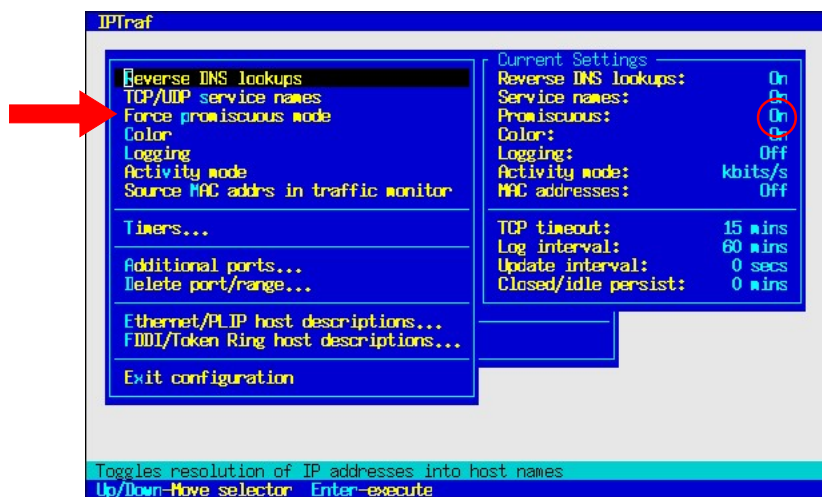 IPTraf
Reverse DNS lookups
TCP/UDP service names
Force promiscuous mode
Color
Logging
Activity mode
Source MAC addrs in traffic monitor
Timers...
Additional ports...
Delete port/range...
Ethernet/PLIP host descriptions...
FDDI/Token Ring host descriptions...
Exit configuration
Current Settings
Reverse DNS lookups: On
Service names: On
Promiscuous: On
Color: On
Logging: Off
Activity mode: kbits/s
MAC addresses: Off
TCP timeout: 15 mins
Log interval: 60 mins
Update interval: 0 secs
Closed/idle persist: 0 mins
Toggles resolution of IP addresses into host names
Up/Down-Move selector Enter-execute